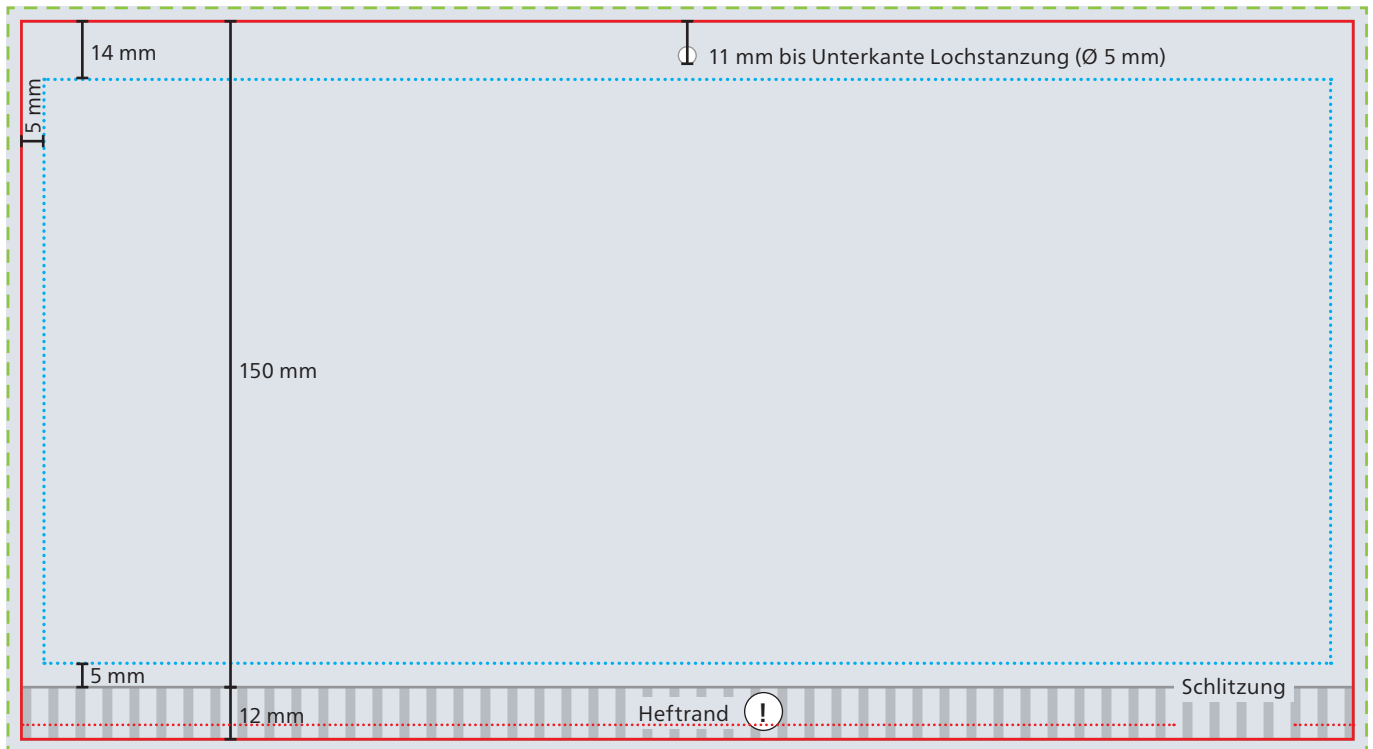 14 mm
11 mm bis Unterkante Lochstanzung (Ø 5 mm)
5 mm
150 mm
5 mm
Schlitzung
12 mm
Heftrand !